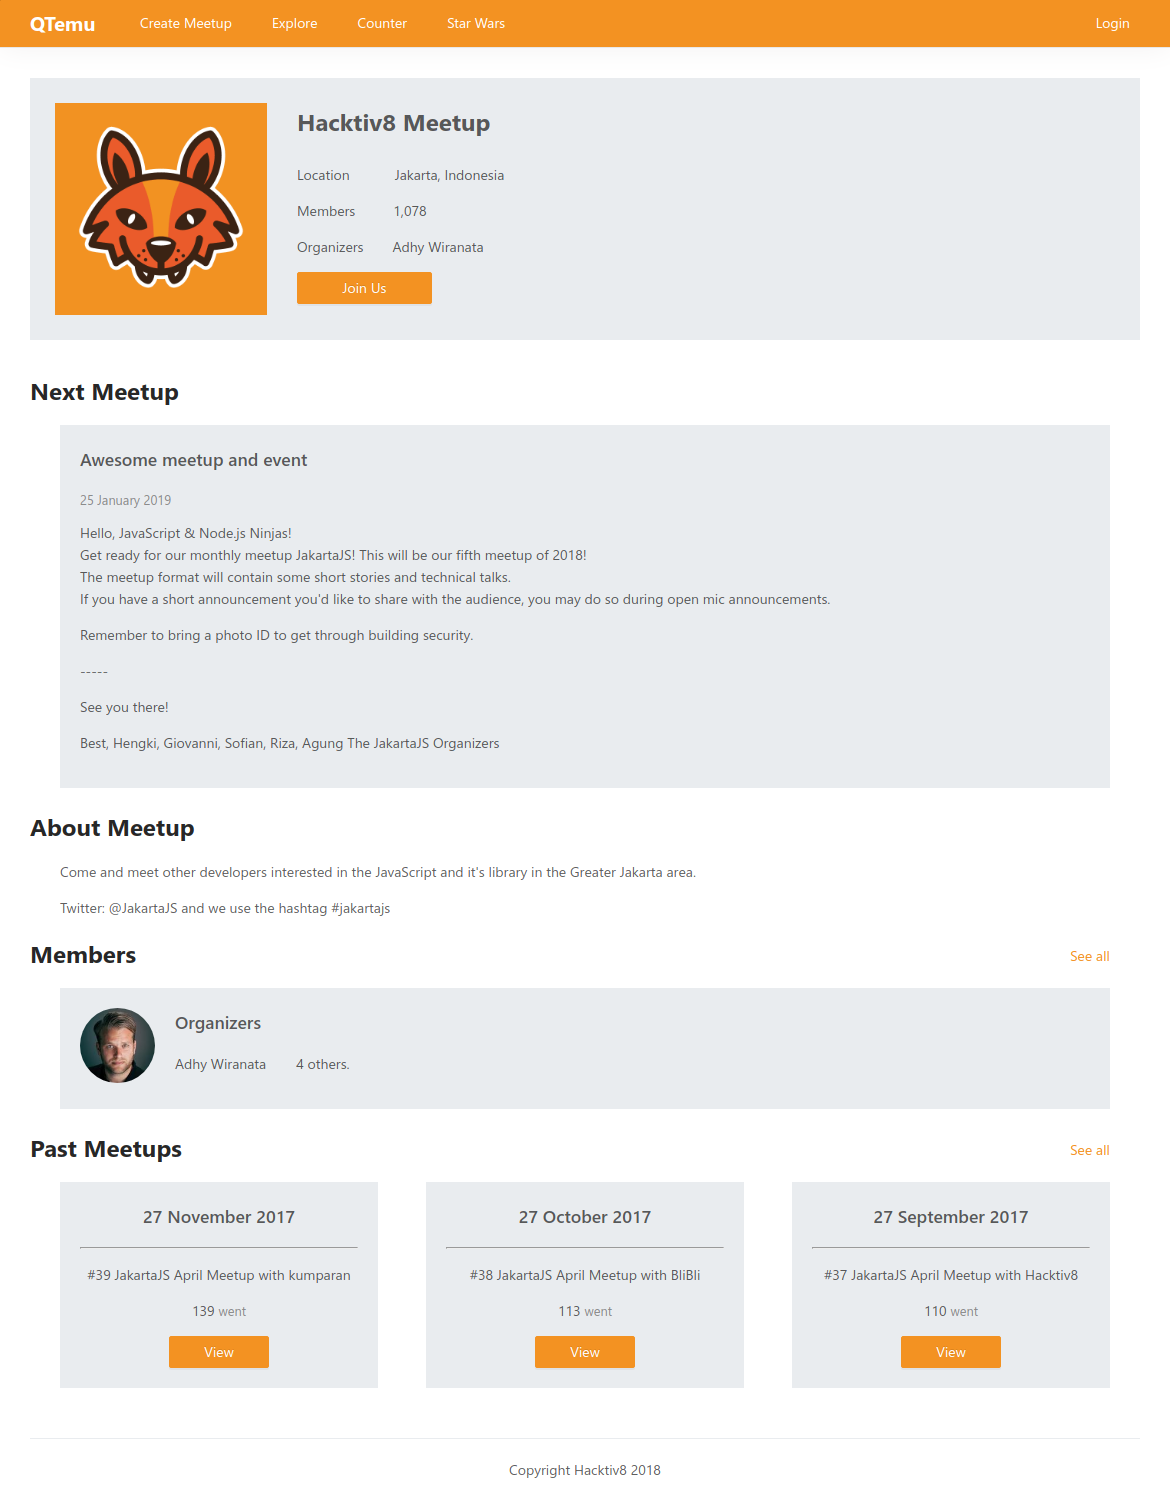 QTemu Create Meetup Explore Counter Star Wars Login
Hacktiv8 Meetup
Location Jakarta, Indonesia
Members 1,078
Organizers Adhy Wiranata
Join Us
Next Meetup
Awesome meetup and event
25 January 2019
Hello, JavaScript & Node.js Ninjas!
Get ready for our monthly meetup JakartaJS! This will be our fifth meetup of 2018!
The meetup format will contain some short stories and technical talks.
If you have a short announcement you'd like to share with the audience, you may do so during open mic announcements.
Remember to bring a photo ID to get through building security.
-----
See you there!
Best, Hengki, Giovanni, Sofian, Riza, Agung The JakartaJS Organizers
About Meetup
Come and meet other developers interested in the JavaScript and it's library in the Greater Jakarta area.
Twitter: @JakartaJS and we use the hashtag #jakartajs
Members See all
Organizers
Adhy Wiranata 4 others.
Past Meetups See all
27 November 2017
#39 JakartaJS April Meetup with kumparan
139 went
View
27 October 2017
#38 JakartaJS April Meetup with BliBli
113 went
View
27 September 2017
#37 JakartaJS April Meetup with Hacktiv8
110 went
View
Copyright Hacktiv8 2018